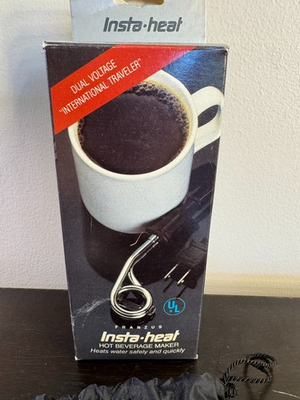 Insta·heat
DUAL VOLTAGE
"INTERNATIONAL TRAVELER"
UL
FRANZUS
Insta·heat
HOT BEVERAGE MAKER
Heats water safely and quickly